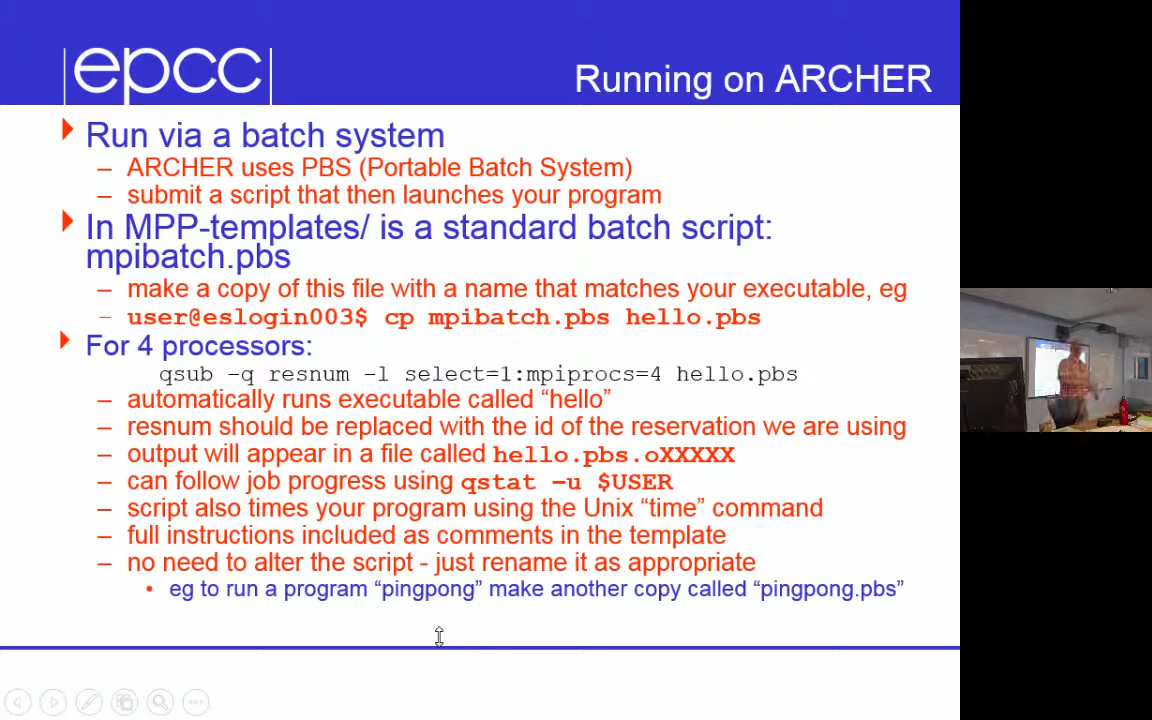 epcc
Running on ARCHER
Run via a batch system
– ARCHER uses PBS (Portable Batch System)
– submit a script that then launches your program
In MPP-templates/ is a standard batch script:
mpibatch.pbs
– make a copy of this file with a name that matches your executable, eg
– user@eslogin003$ cp mpibatch.pbs hello.pbs
For 4 processors:
qsub –q resnum –l select=1:mpiprocs=4 hello.pbs
– automatically runs executable called “hello”
– resnum should be replaced with the id of the reservation we are using
– output will appear in a file called hello.pbs.oXXXXX
– can follow job progress using qstat –u $USER
– script also times your program using the Unix “time” command
– full instructions included as comments in the template
– no need to alter the script - just rename it as appropriate
• eg to run a program “pingpong” make another copy called “pingpong.pbs”